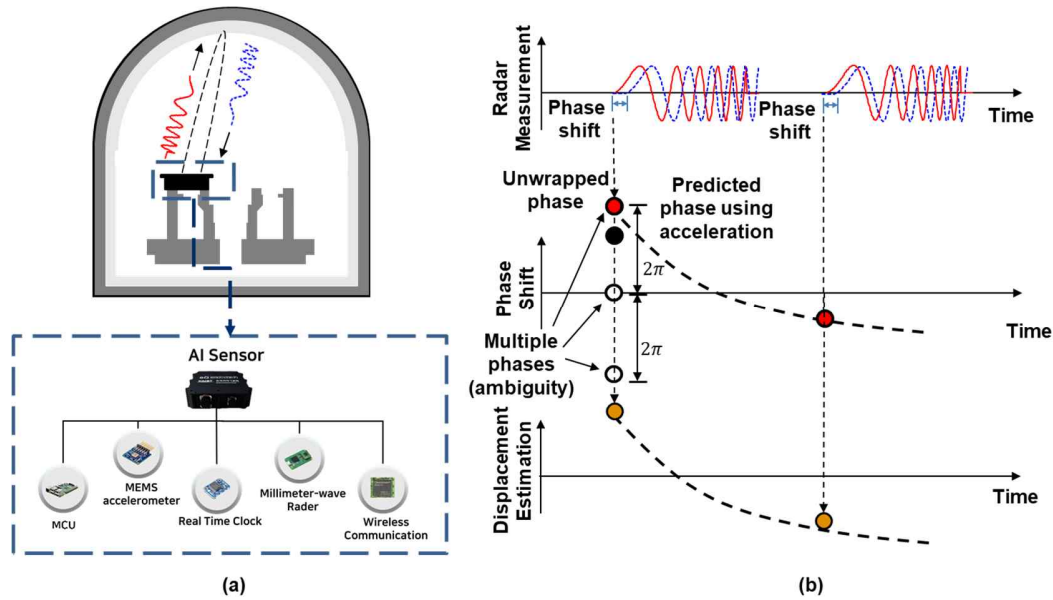 AI Sensor
MCU
MEMS
accelerometer
Real Time Clock
Millimeter-wave
Rader
Wireless
Communication
(a)
Radar
Measurement
Phase
shift
Phase
shift
Time
Unwrapped
phase
Predicted
phase using
acceleration
2π
Phase
Shift
Time
Multiple
phases
(ambiguity)
2π
Displacement
Estimation
Time
(b)